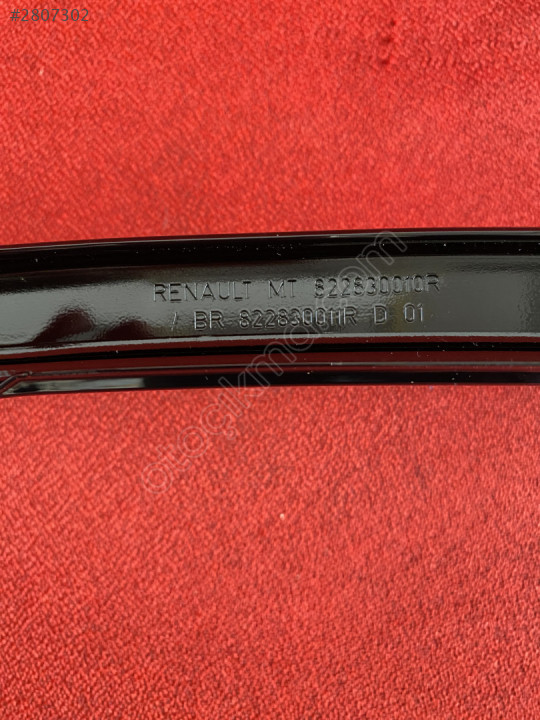 #2807302
RENAULT MT 822830010R
/ BR 822830011R D 01